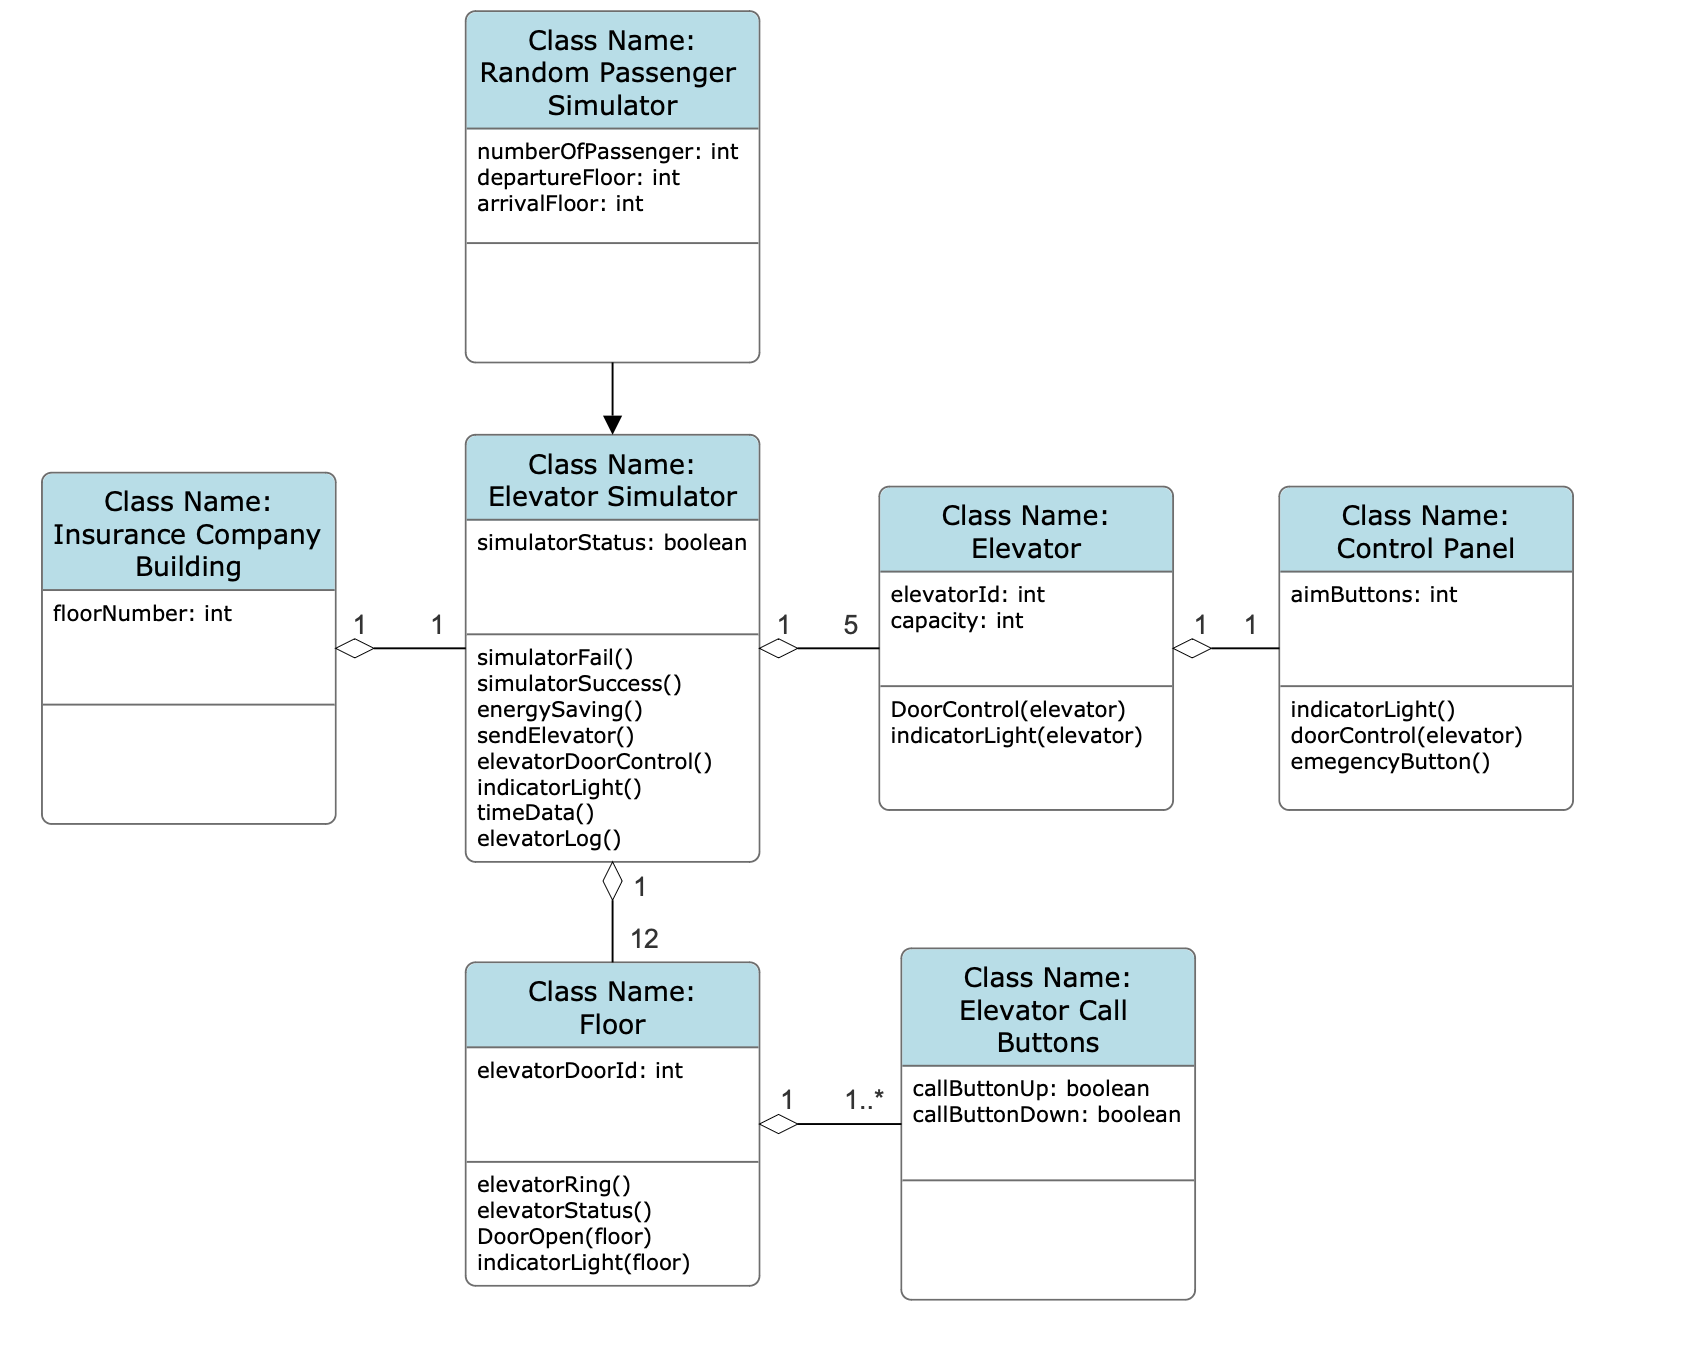 Class Name:
Random Passenger
Simulator
numberOfPassenger: int
departureFloor: int
arrivalFloor: int
Class Name:
Insurance Company
Building
floorNumber: int
1
1
Class Name:
Elevator Simulator
simulatorStatus: boolean
simulatorFail()
simulatorSuccess()
energySaving()
sendElevator()
elevatorDoorControl()
indicatorLight()
timeData()
elevatorLog()
1
5
Class Name:
Elevator
elevatorId: int
capacity: int
DoorControl(elevator)
indicatorLight(elevator)
1
1
Class Name:
Control Panel
aimButtons: int
indicatorLight()
doorControl(elevator)
emegencyButton()
1
12
Class Name:
Floor
elevatorDoorId: int
elevatorRing()
elevatorStatus()
DoorOpen(floor)
indicatorLight(floor)
1
1..*
Class Name:
Elevator Call
Buttons
callButtonUp: boolean
callButtonDown: boolean